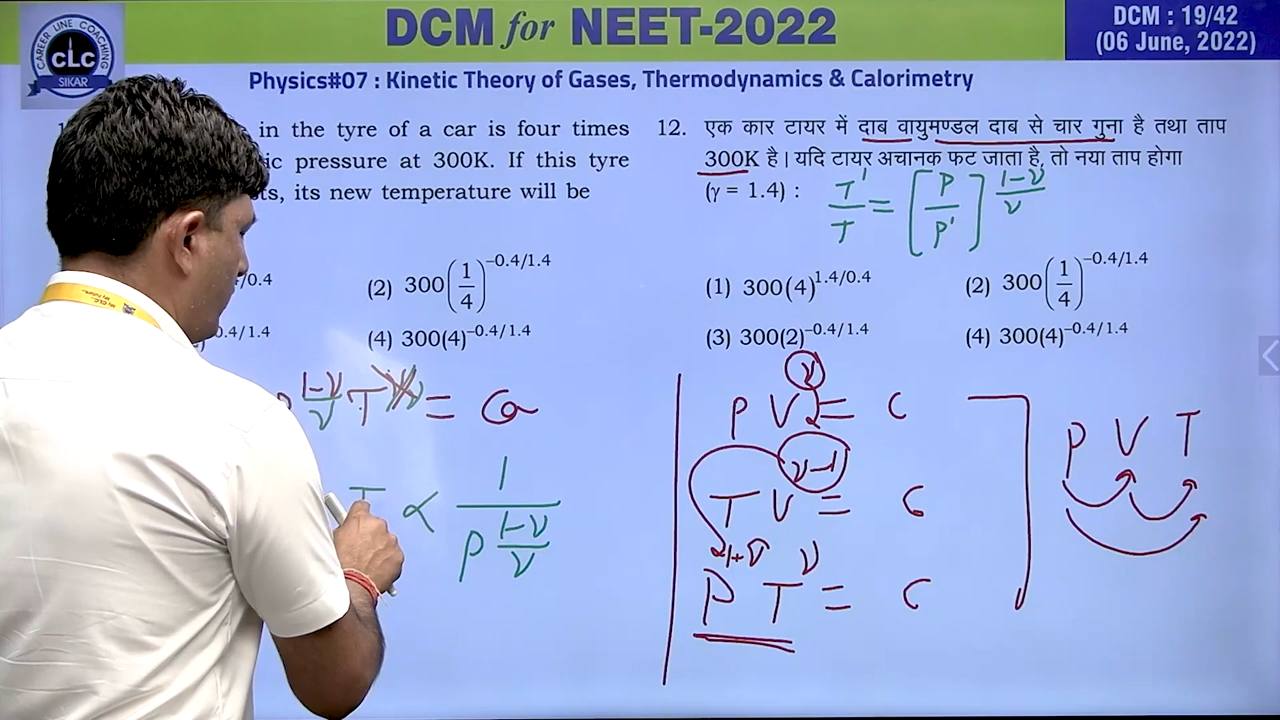 DCM for NEET-2022
DCM : 19/42
(06 June, 2022)
CAREER LINE COACHING
CLC
SIKAR
Physics#07 : Kinetic Theory of Gases, Thermodynamics & Calorimetry
in the tyre of a car is four times
pressure at 300K. If this tyre
its new temperature will be
(2) 300(1/4)^−0.4/1.4
(4) 300(4)^−0.4/1.4
12. एक कार टायर में दाब वायुमण्डल दाब से चार गुना है तथा ताप
300K है। यदि टायर अचानक फट जाता है, तो नया ताप होगा
(γ = 1.4) :
T'/T = [P/P']^(1-γ)/γ
(1) 300(4)^1.4/0.4 (2) 300(1/4)^−0.4/1.4
(3) 300(2)^−0.4/1.4 (4) 300(4)^−0.4/1.4
T ∝ 1/P^(1-γ)/γ
P V^γ = C
T V^γ-1 = C
P T^γ = C
P V T